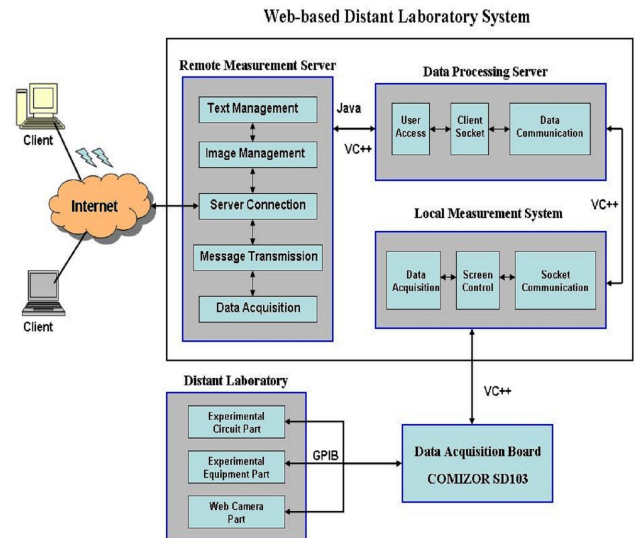 Web-based Distant Laboratory System
Remote Measurement Server
Text Management
Image Management
Server Connection
Message Transmission
Data Acquisition
Java
VC++
Data Processing Server
User
Access
Client
Socket
Data
Communication
VC++
Local Measurement System
Data
Acquisition
Screen
Control
Socket
Communication
Client
Internet
Client
VC++
Distant Laboratory
Experimental
Circuit Part
Experimental
Equipment Part
Web Camera
Part
GPIB
Data Acquisition Board
COMIZOR SD103